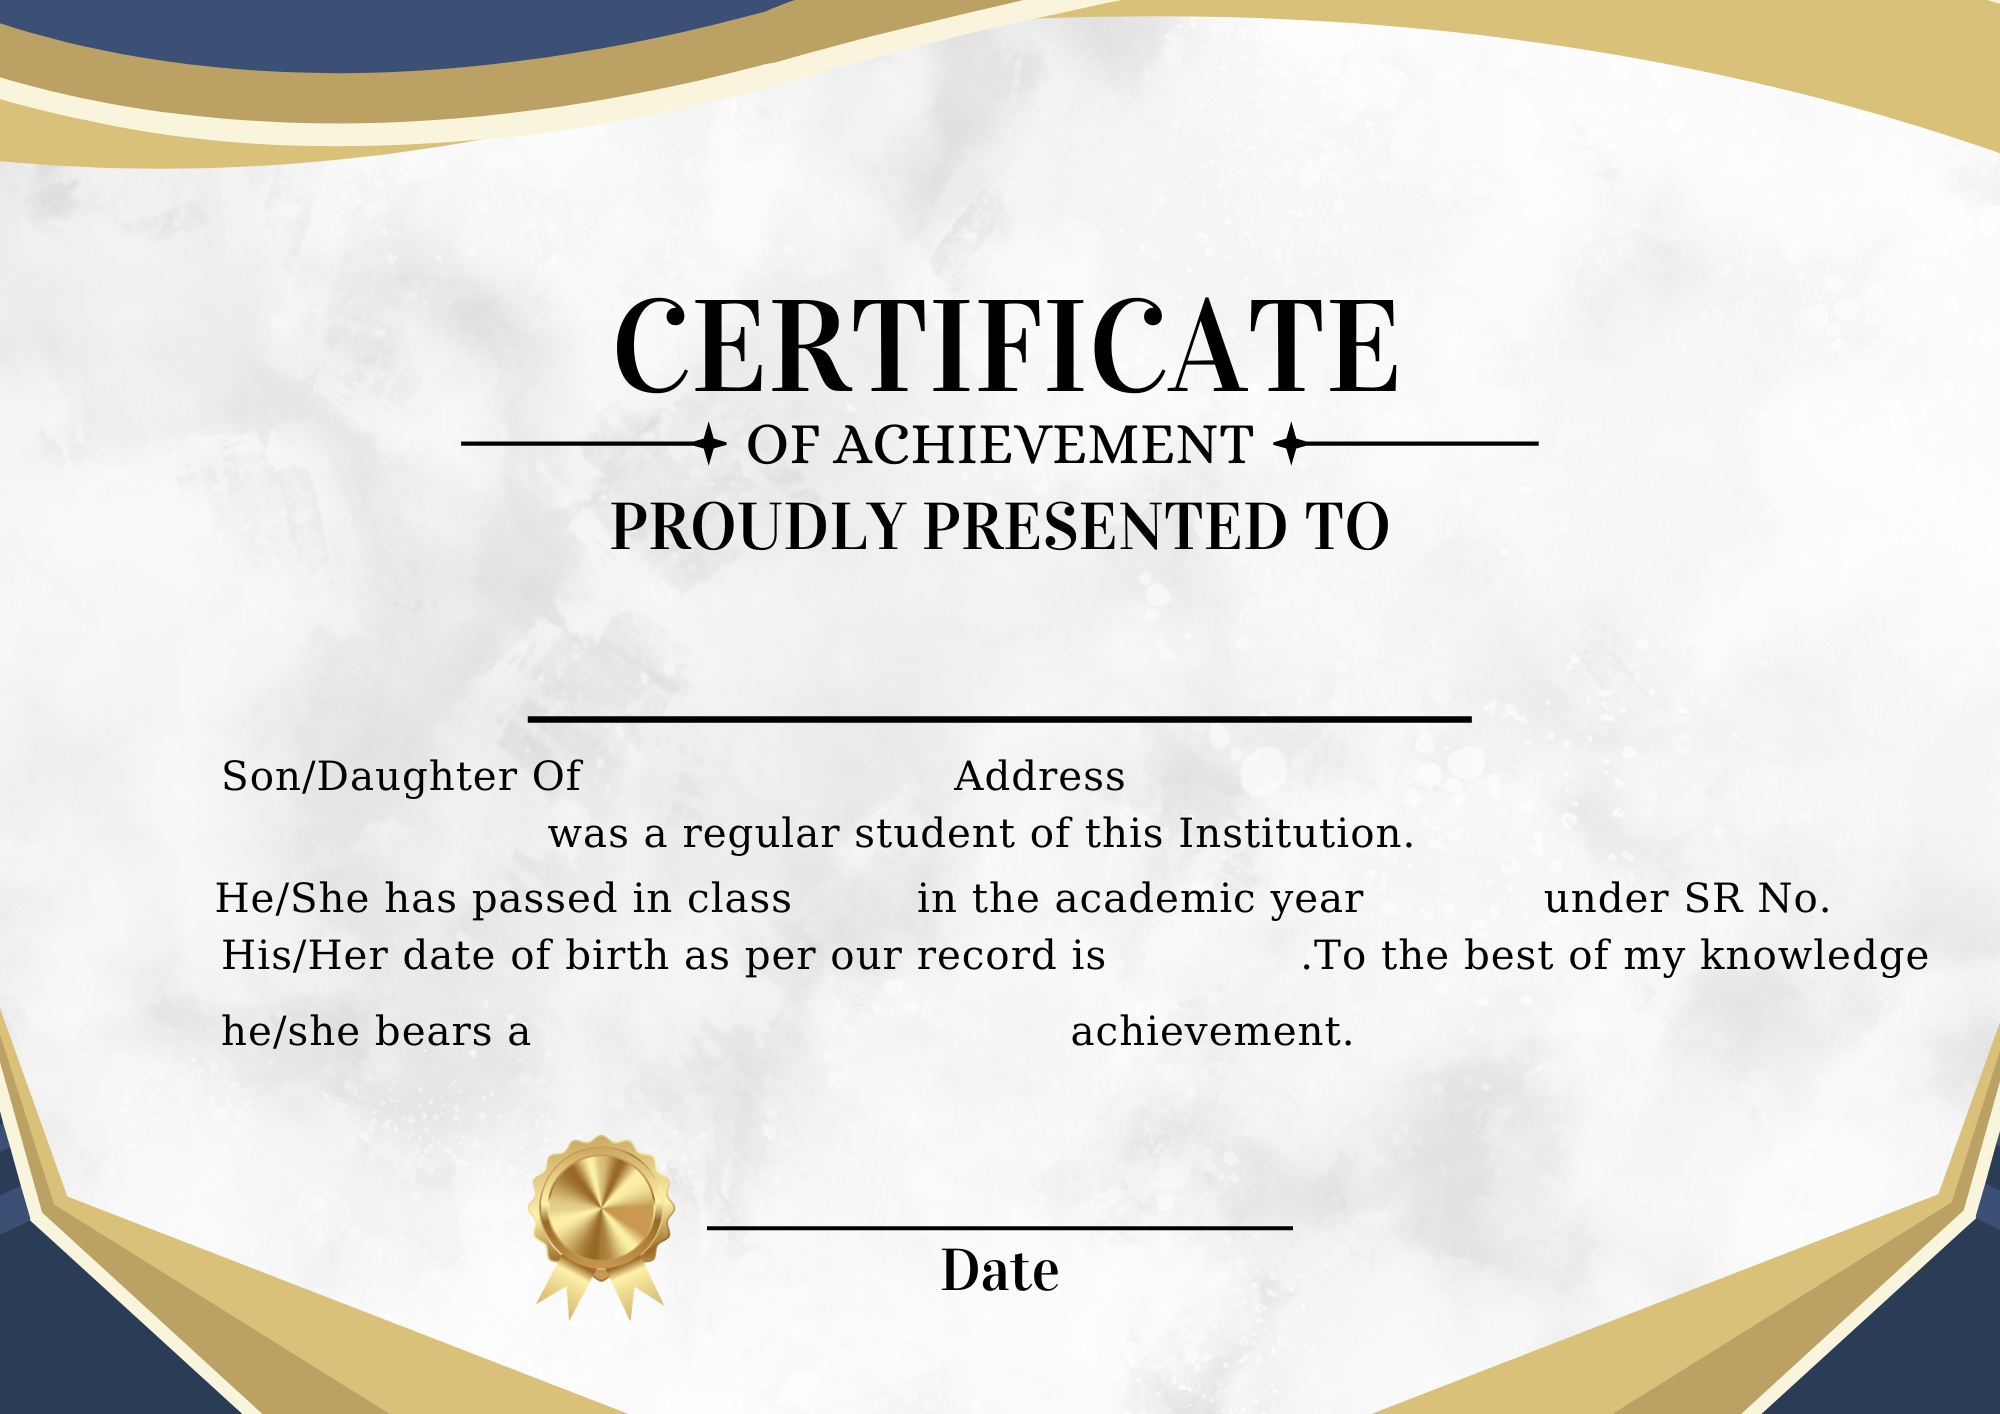 CERTIFICATE
OF ACHIEVEMENT
PROUDLY PRESENTED TO
Son/Daughter Of Address
was a regular student of this Institution.
He/She has passed in class in the academic year under SR No.
His/Her date of birth as per our record is .To the best of my knowledge
he/she bears a achievement.
Date